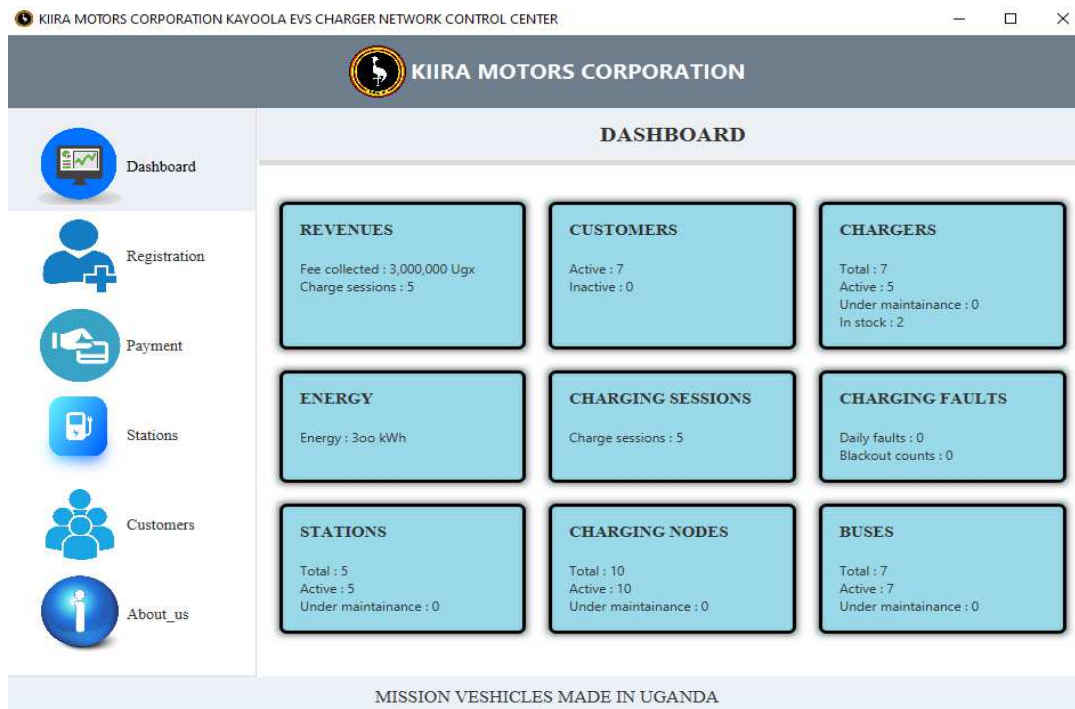 KIIRA MOTORS CORPORATION KAYOOLA EVS CHARGER NETWORK CONTROL CENTER
KIIRA MOTORS CORPORATION
Dashboard
Registration
Payment
Stations
Customers
About_us
DASHBOARD
REVENUES
Fee collected : 3,000,000 Ugx
Charge sessions : 5
CUSTOMERS
Active : 7
Inactive : 0
CHARGERS
Total : 7
Active : 5
Under maintainance : 0
In stock : 2
ENERGY
Energy : 3oo kWh
CHARGING SESSIONS
Charge sessions : 5
CHARGING FAULTS
Daily faults : 0
Blackout counts : 0
STATIONS
Total : 5
Active : 5
Under maintainance : 0
CHARGING NODES
Total : 10
Active : 10
Under maintainance : 0
BUSES
Total : 7
Active : 7
Under maintainance : 0
MISSION VESHICLES MADE IN UGANDA